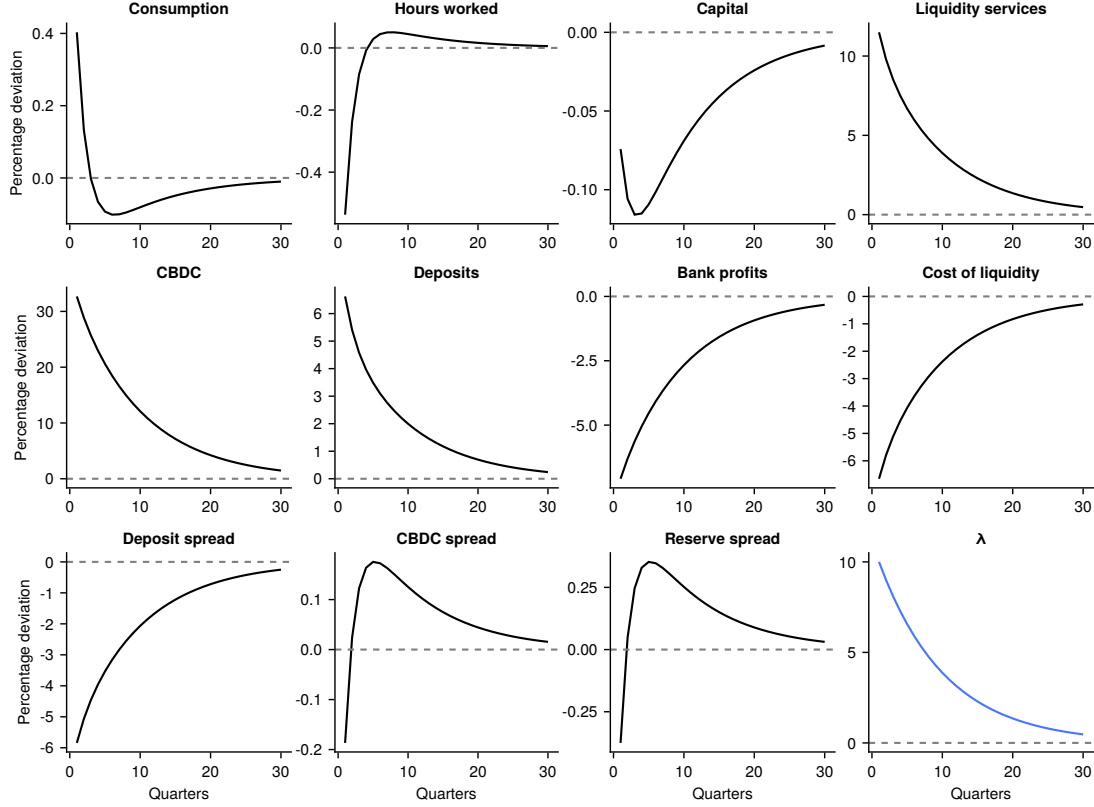 Consumption
Hours worked
Capital
Liquidity services
Percentage deviation
0.4
0.2
0.0
0 10 20 30
0.0
-0.2
-0.4
0 10 20 30
0.00
-0.05
-0.10
0 10 20 30
10
5
0
0 10 20 30
CBDC
Deposits
Bank profits
Cost of liquidity
Percentage deviation
30
20
10
0
0 10 20 30
6
5
4
3
2
1
0
0 10 20 30
0.0
-2.5
-5.0
0 10 20 30
0
-1
-2
-3
-4
-5
-6
0 10 20 30
Deposit spread
CBDC spread
Reserve spread
λ
Percentage deviation
0
-1
-2
-3
-4
-5
-6
0 10 20 30
Quarters
0.1
0.0
-0.1
-0.2
0 10 20 30
Quarters
0.25
0.00
-0.25
0 10 20 30
Quarters
10
5
0
0 10 20 30
Quarters